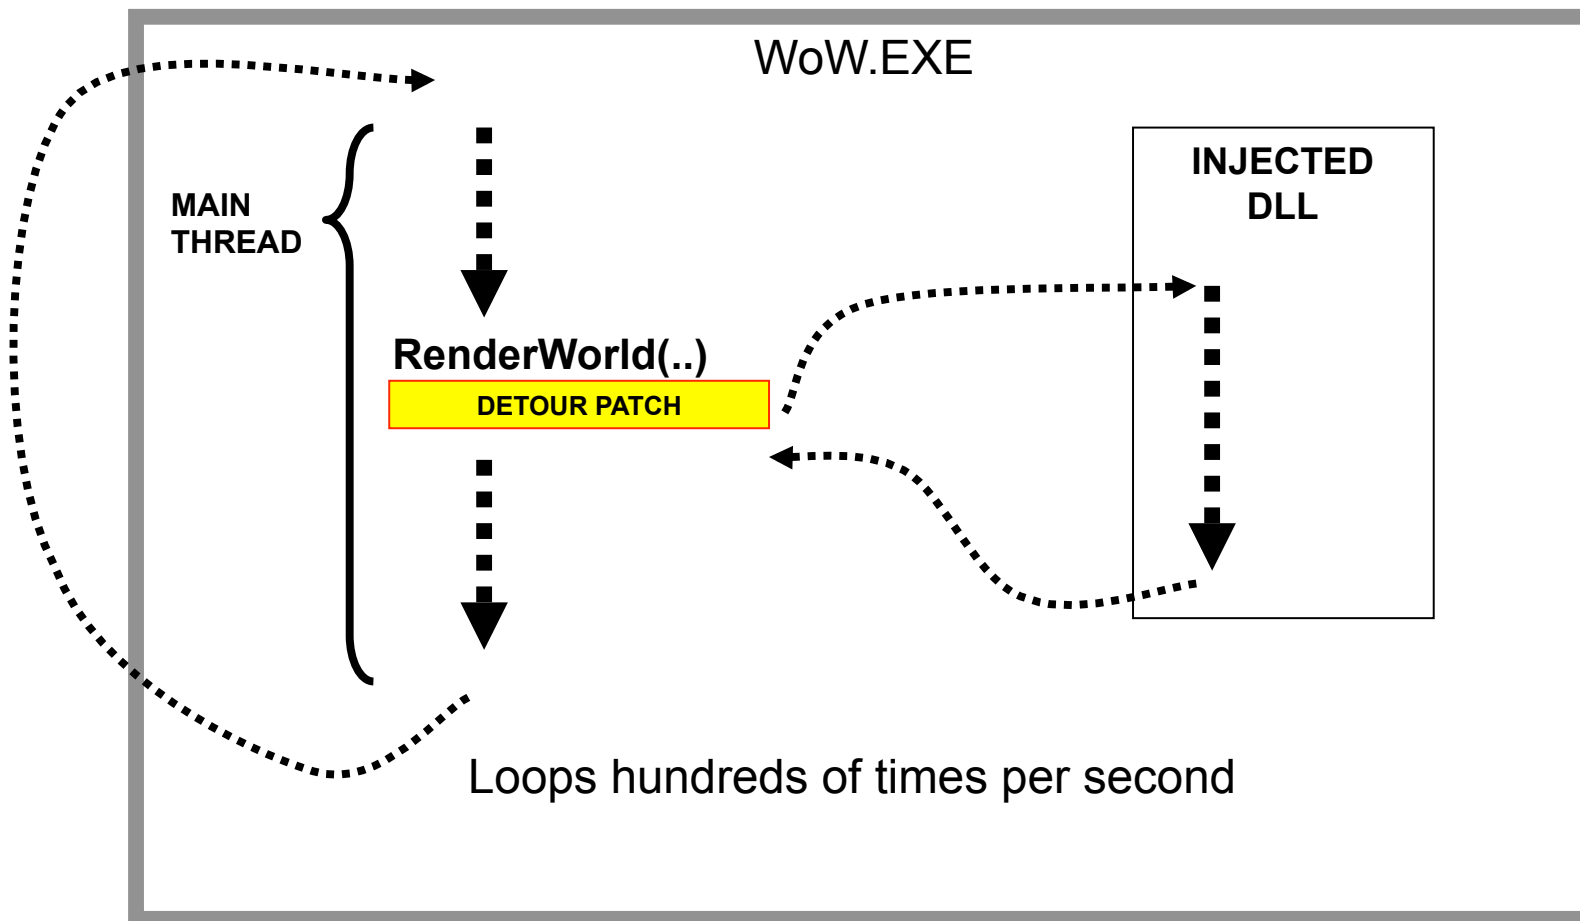 WoW.EXE
MAIN
THREAD
INJECTED
DLL
RenderWorld(..)
DETOUR PATCH
Loops hundreds of times per second